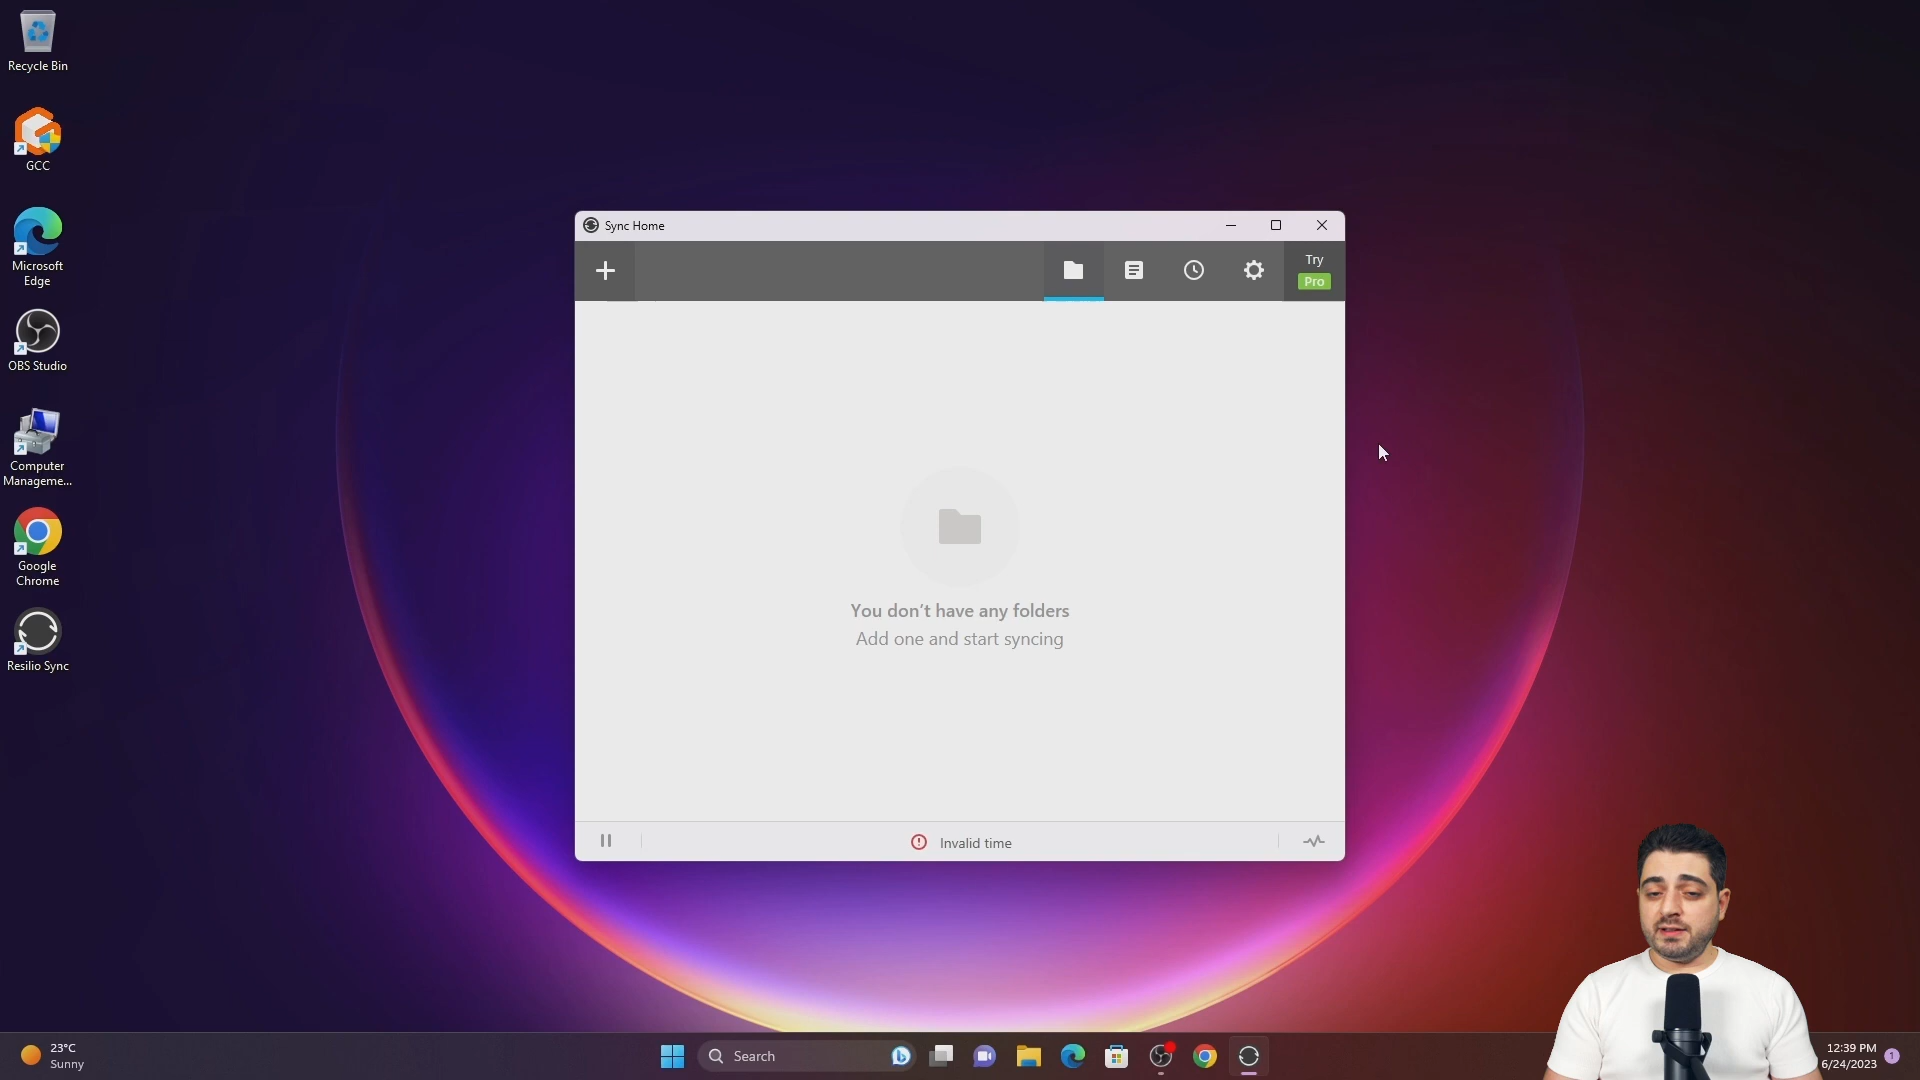 Recycle Bin
GCC
Microsoft
Edge
OBS Studio
Computer
Manageme...
Google
Chrome
Resilio Sync
Sync Home
Try
Pro
You don't have any folders
Add one and start syncing
Invalid time
23°C
Sunny
Search
12:39 PM
6/24/2023
1